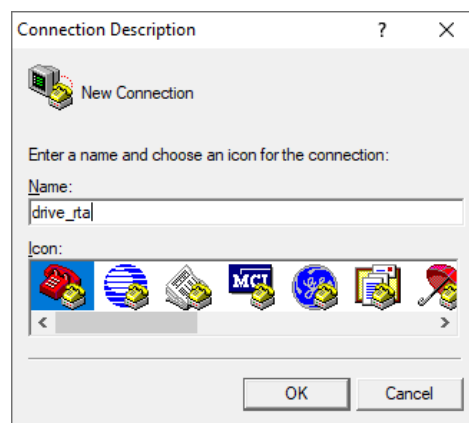 Connection Description
? ×
New Connection
Enter a name and choose an icon for the connection:
Name:
drive_rta
Icon:
MCI
OK
Cancel